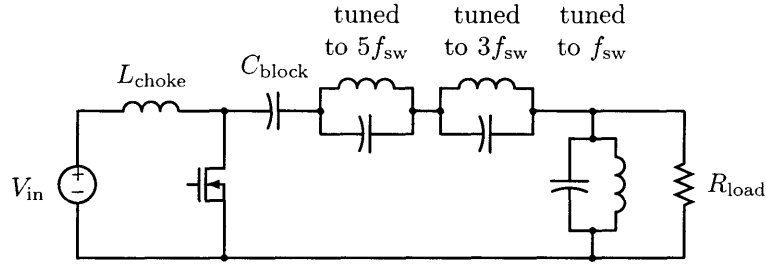 tuned tuned tuned
to 5f_sw to 3f_sw to f_sw
L_choke
C_block
V_in
+
−
R_load